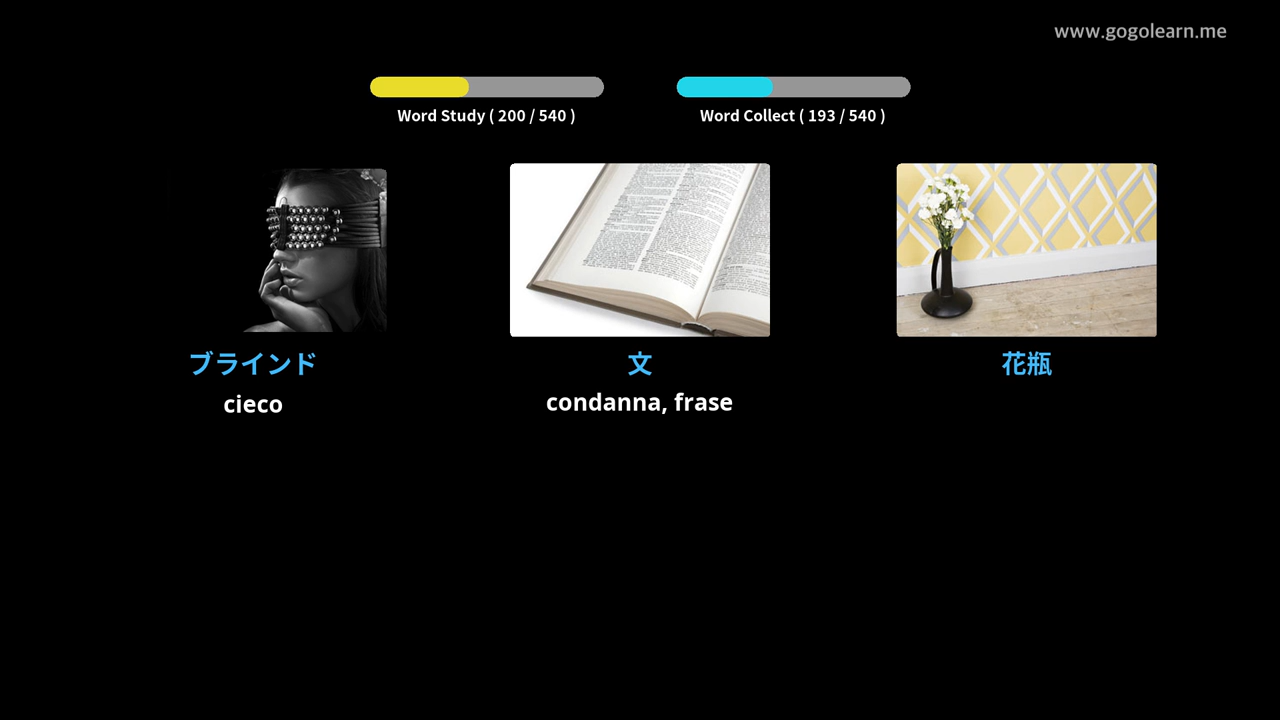 www.gogolearn.me
Word Study ( 200 / 540 )
Word Collect ( 193 / 540 )
ブラインド
文
花瓶
cieco
condanna, frase